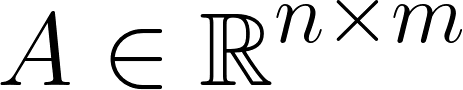 A ∈ ℝ^{n×m}